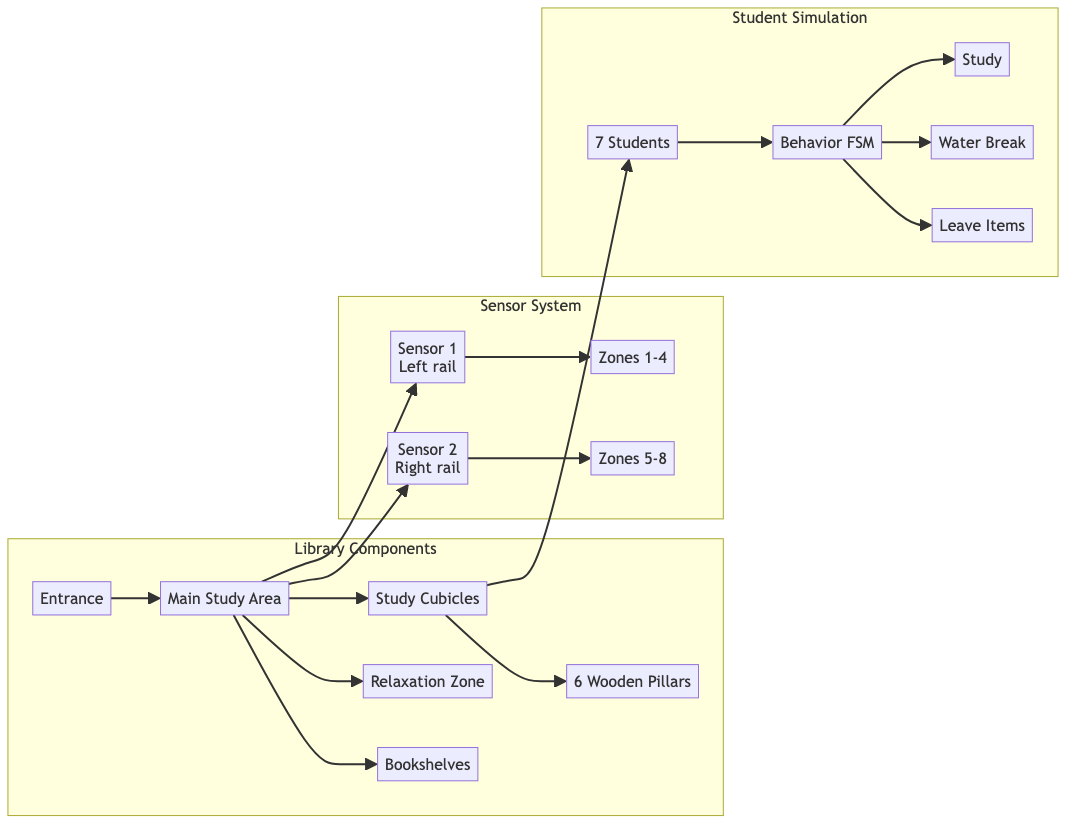 Student Simulation
Study
7 Students
Behavior FSM
Water Break
Leave Items
Sensor System
Sensor 1
Left rail
Zones 1-4
Sensor 2
Right rail
Zones 5-8
Library Components
Entrance
Main Study Area
Study Cubicles
Relaxation Zone
6 Wooden Pillars
Bookshelves